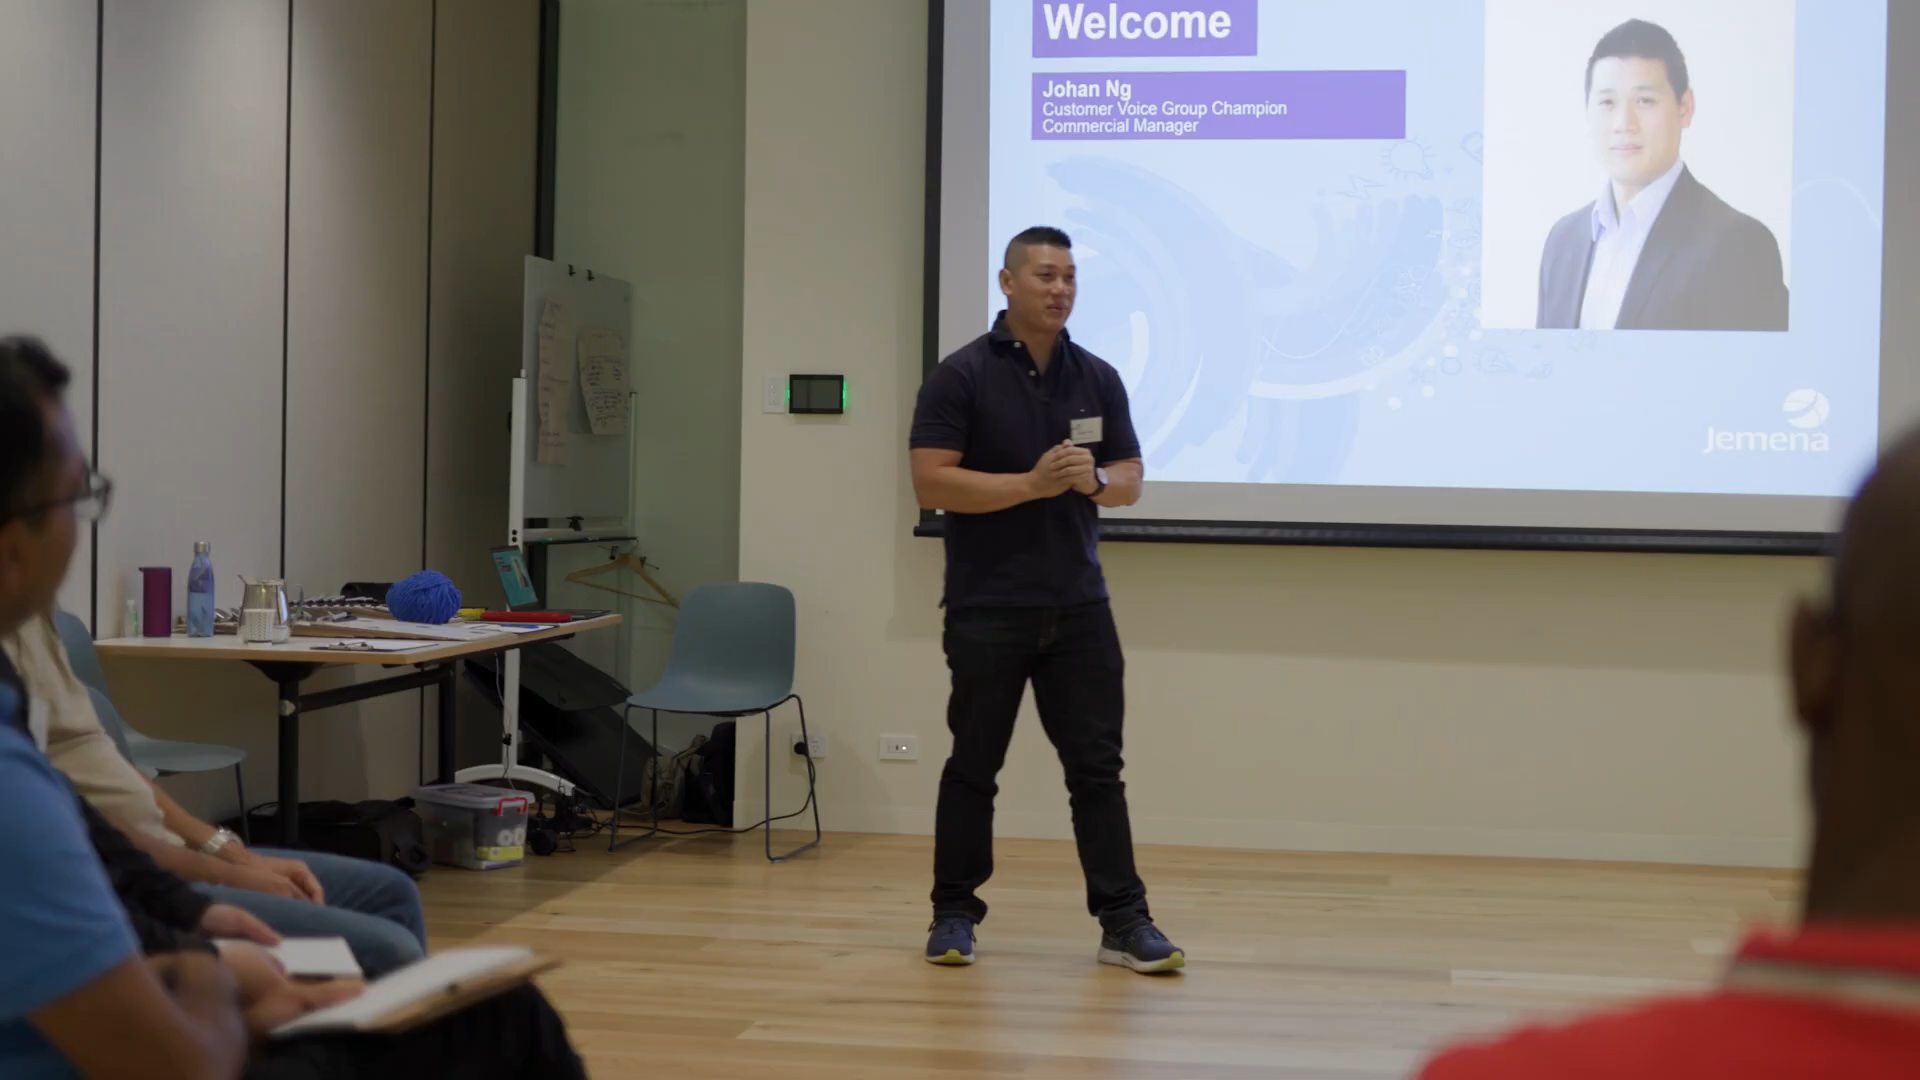 Welcome
Johan Ng
Customer Voice Group Champion
Commercial Manager
Jemena